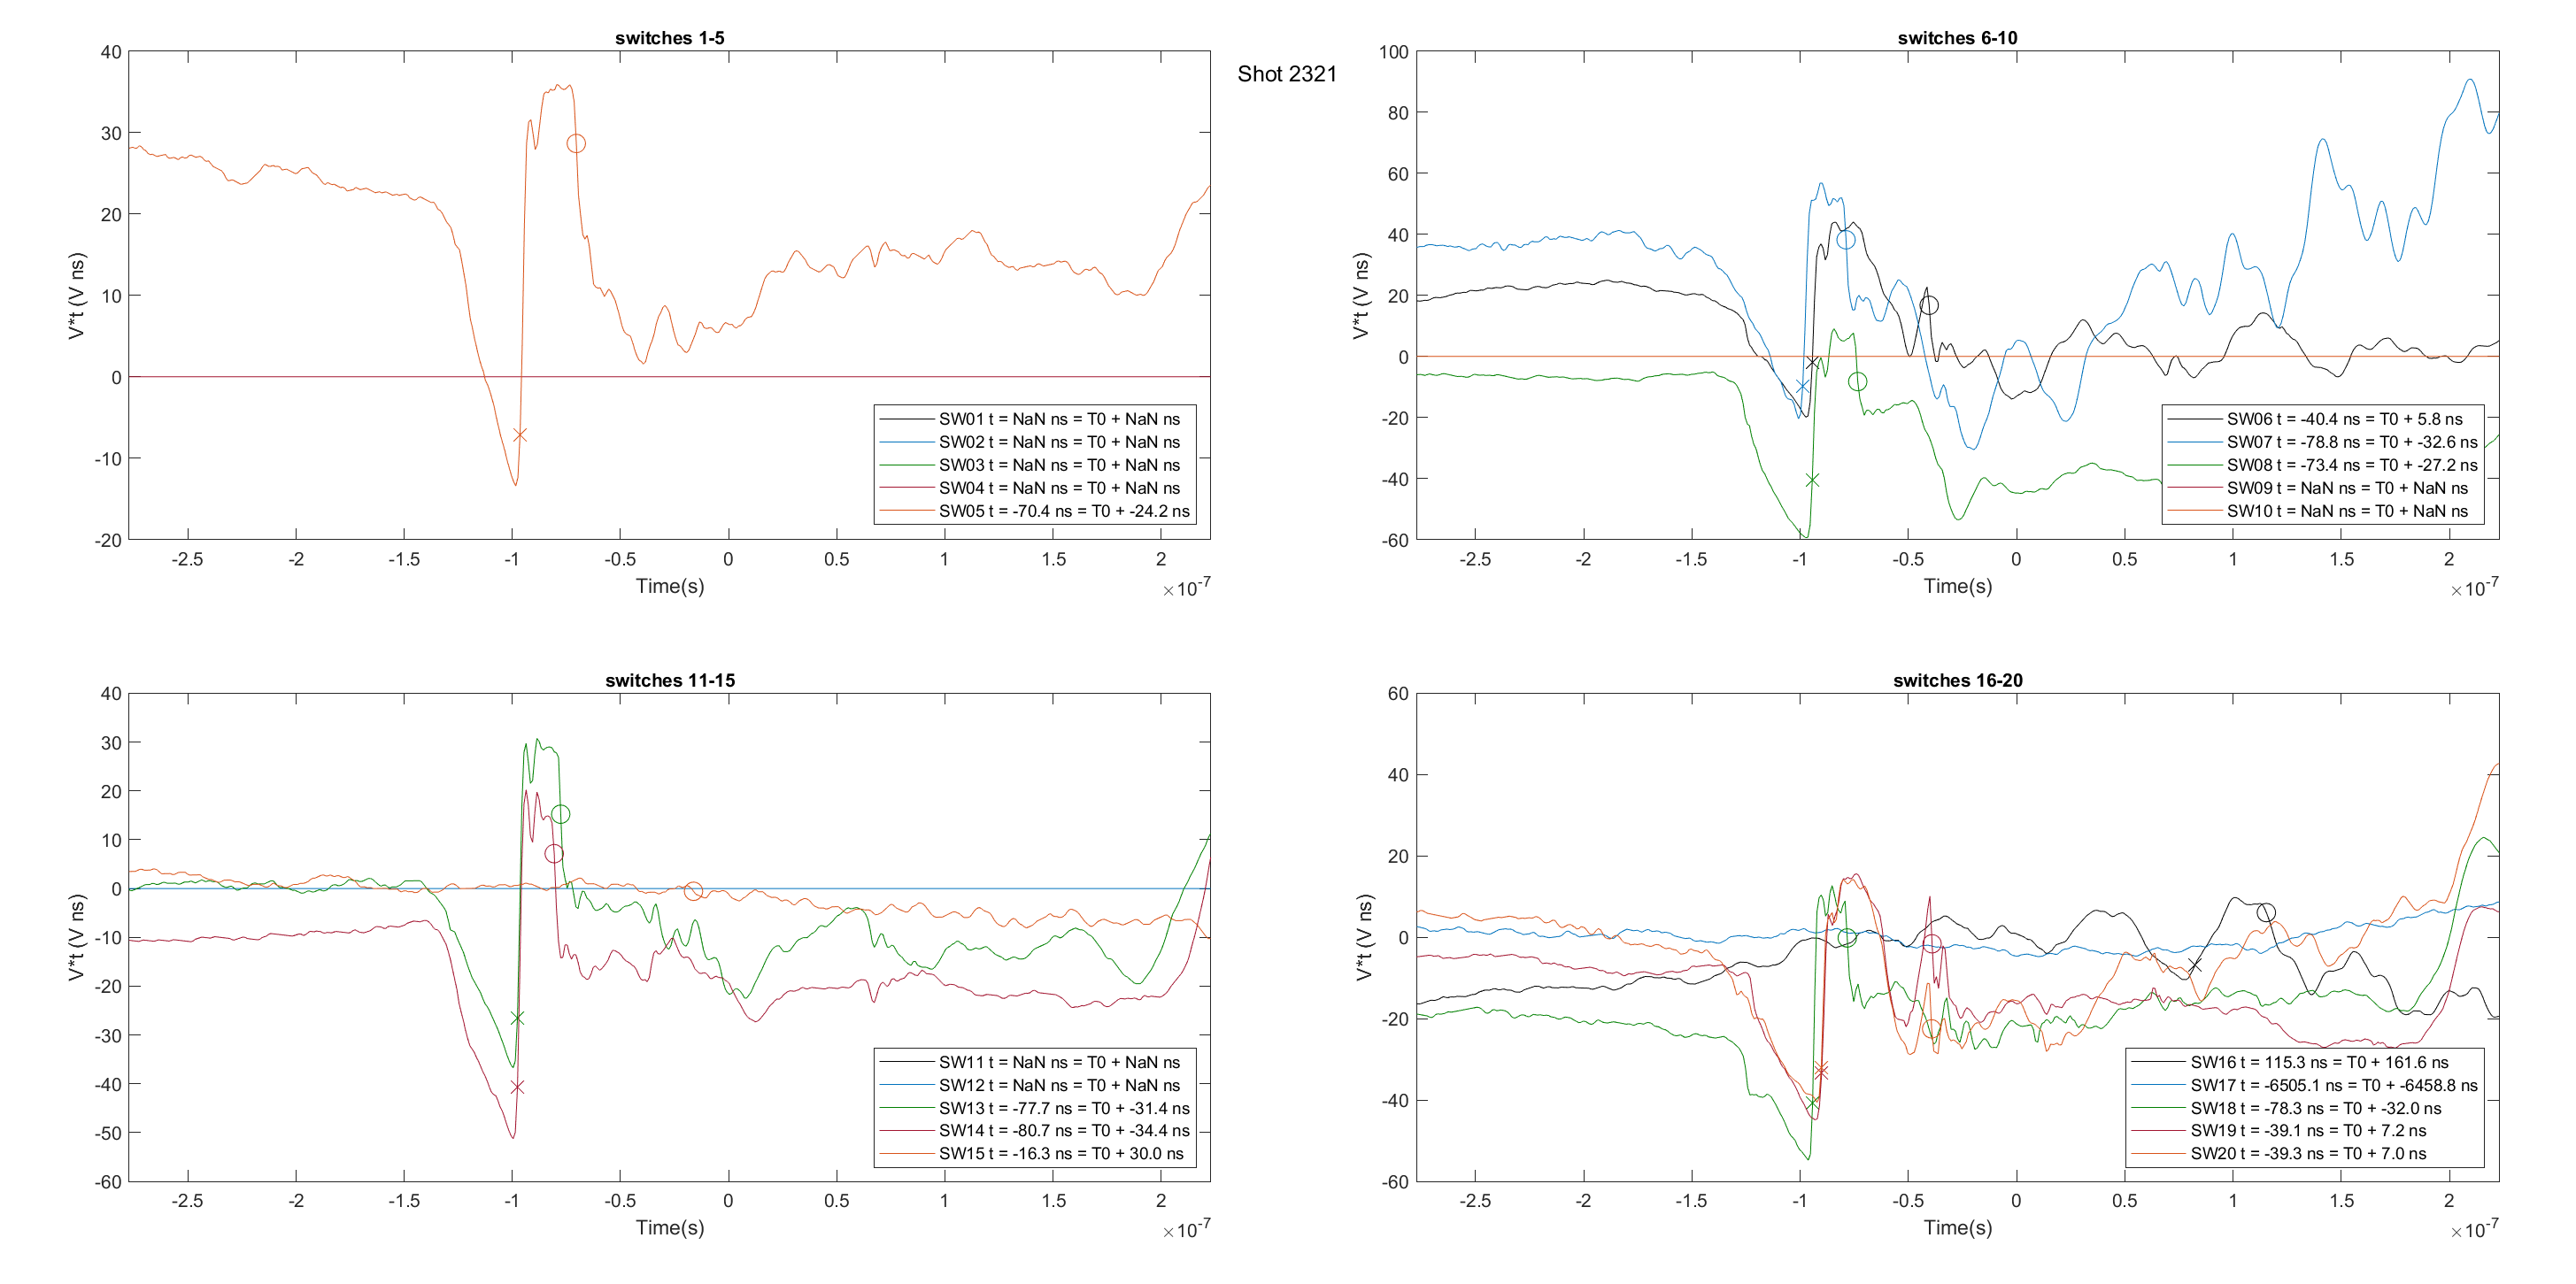 Shot 2321
switches 1-5
40
30
20
10
0
-10
-20
V*t (V ns)
-2.5 -2 -1.5 -1 -0.5 0 0.5 1 1.5 2
Time(s)
×10-7
SW01 t = NaN ns = T0 + NaN ns
SW02 t = NaN ns = T0 + NaN ns
SW03 t = NaN ns = T0 + NaN ns
SW04 t = NaN ns = T0 + NaN ns
SW05 t = -70.4 ns = T0 + -24.2 ns
switches 6-10
100
80
60
40
20
0
-20
-40
-60
V*t (V ns)
-2.5 -2 -1.5 -1 -0.5 0 0.5 1 1.5 2
Time(s)
×10-7
SW06 t = -40.4 ns = T0 + 5.8 ns
SW07 t = -78.8 ns = T0 + -32.6 ns
SW08 t = -73.4 ns = T0 + -27.2 ns
SW09 t = NaN ns = T0 + NaN ns
SW10 t = NaN ns = T0 + NaN ns
switches 11-15
40
30
20
10
0
-10
-20
-30
-40
-50
-60
V*t (V ns)
-2.5 -2 -1.5 -1 -0.5 0 0.5 1 1.5 2
Time(s)
×10-7
SW11 t = NaN ns = T0 + NaN ns
SW12 t = NaN ns = T0 + NaN ns
SW13 t = -77.7 ns = T0 + -31.4 ns
SW14 t = -80.7 ns = T0 + -34.4 ns
SW15 t = -16.3 ns = T0 + 30.0 ns
switches 16-20
60
40
20
0
-20
-40
-60
V*t (V ns)
-2.5 -2 -1.5 -1 -0.5 0 0.5 1 1.5 2
Time(s)
×10-7
SW16 t = 115.3 ns = T0 + 161.6 ns
SW17 t = -6505.1 ns = T0 + -6458.8 ns
SW18 t = -78.3 ns = T0 + -32.0 ns
SW19 t = -39.1 ns = T0 + 7.2 ns
SW20 t = -39.3 ns = T0 + 7.0 ns